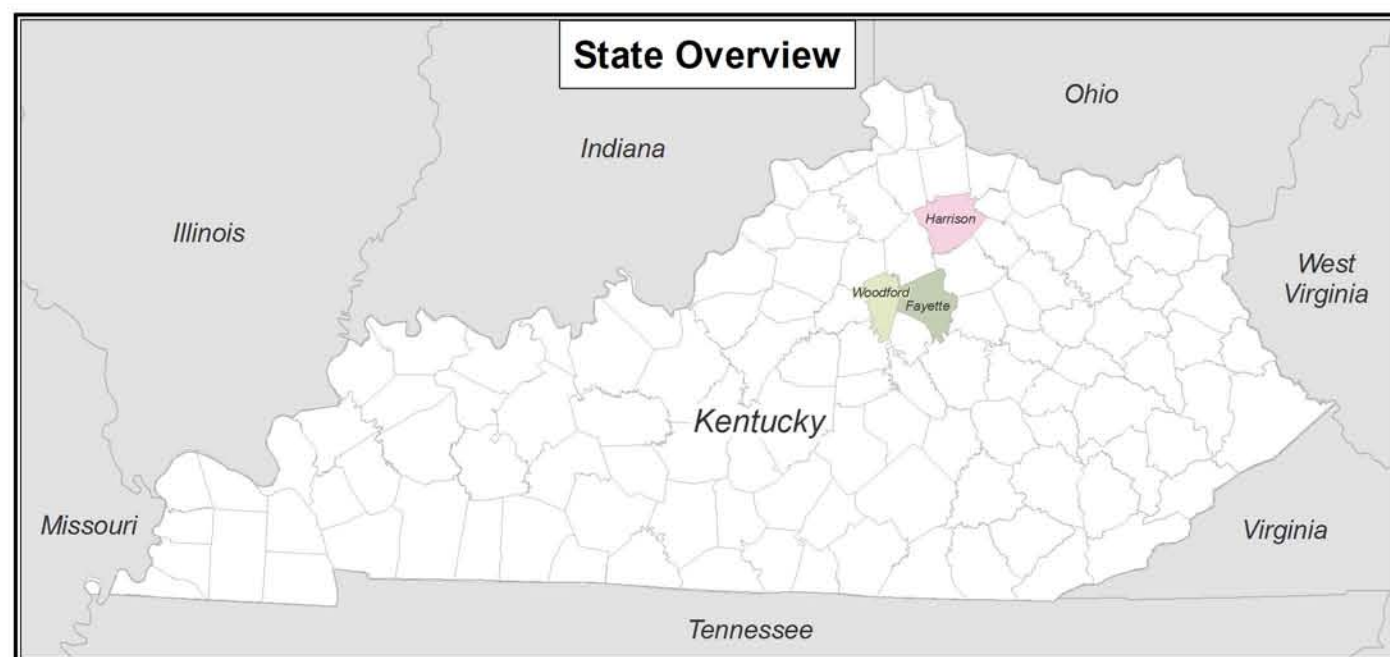 State Overview
Ohio
Indiana
Illinois
Harrison
West
Virginia
Woodford
Fayette
Kentucky
Missouri
Virginia
Tennessee